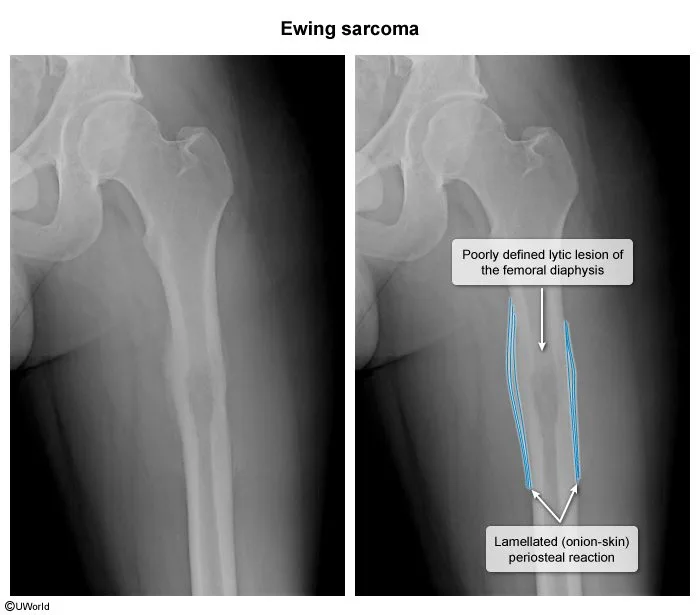 Ewing sarcoma
Poorly defined lytic lesion of
the femoral diaphysis
Lamellated (onion-skin)
periosteal reaction
©UWorld